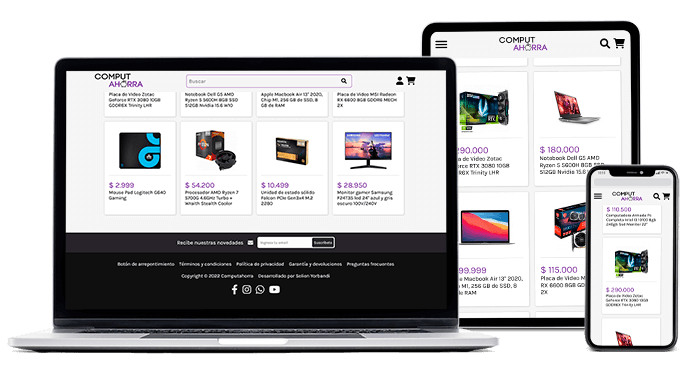 COMPUT
AHORRA
Buscar
Placa de Video Zotac
GeForce RTX 3080 10GB
GDDR6X Trinity LHR
Notebook Dell G5 AMD
Ryzen 5 5600H 8GB SSD
512GB Nvidia 15.6 W10
Apple Macbook Air 13" 2020,
Chip M1, 256 GB de SSD, 8
GB de RAM
Placa de Video MSI Radeon
RX 6600 8GB GDDR6 MECH
2X
$ 2.999
Mouse Pad Logitech G640
Gaming
$ 54.200
Procesador AMD Ryzen 7
5700G 4.6GHz Turbo +
Wraith Stealth Cooler
$ 10.499
Unidad de estado sólido
Falcon PCIe Gen3x4 M.2
2280
$ 28.950
Monitor gamer Samsung
F24T35 led 24" azul y gris
oscuro 100V/240V
Recibe nuestras novedades
Ingresa tu email
Suscribete
Botón de arrepentimiento
Términos y condiciones
Política de privacidad
Garantía y devoluciones
Preguntas frecuentes
Copyright © 2022 Computahorra
Desarrollado por Selion Yorbandi
COMPUT
AHORRA
290.000
de Video Zotac
ce RTX 3080 10GB
R6X Trinity LHR
$ 180.000
Notebook Dell G5 AMD
Ryzen 5 5600H 8GB SSD
512GB Nvidia 15.6 W10
99.999
Macbook Air 13" 2020,
M1, 256 GB de SSD, 8
de RAM
$ 115.000
Placa de Video MSI Radeon
RX 6600 8GB GDDR
2X
COMPUT
AHORRA
$ 110.500
Computadora Armada Pc
Completa Intel I3 10100 8gb
240gb Ssd Monitor 22"
$ 290.000
Placa de Video Zotac
GeForce RTX 3080 10GB
GDDR6X Trinity LHR